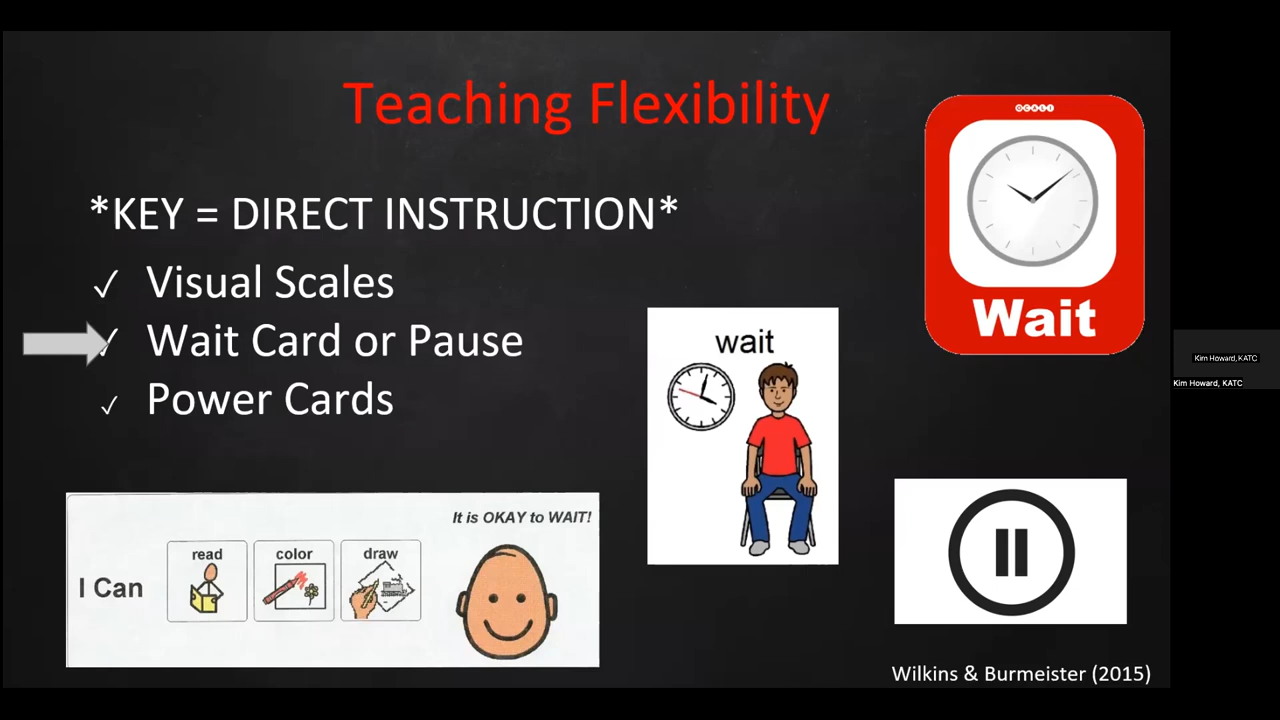 Teaching Flexibility
OCALI
Wait
*KEY = DIRECT INSTRUCTION*
✓ Visual Scales
✓ Wait Card or Pause
✓ Power Cards
wait
Kim Howard, KATC
Kim Howard, KATC
It is OKAY to WAIT!
I Can
read
color
draw
Wilkins & Burmeister (2015)